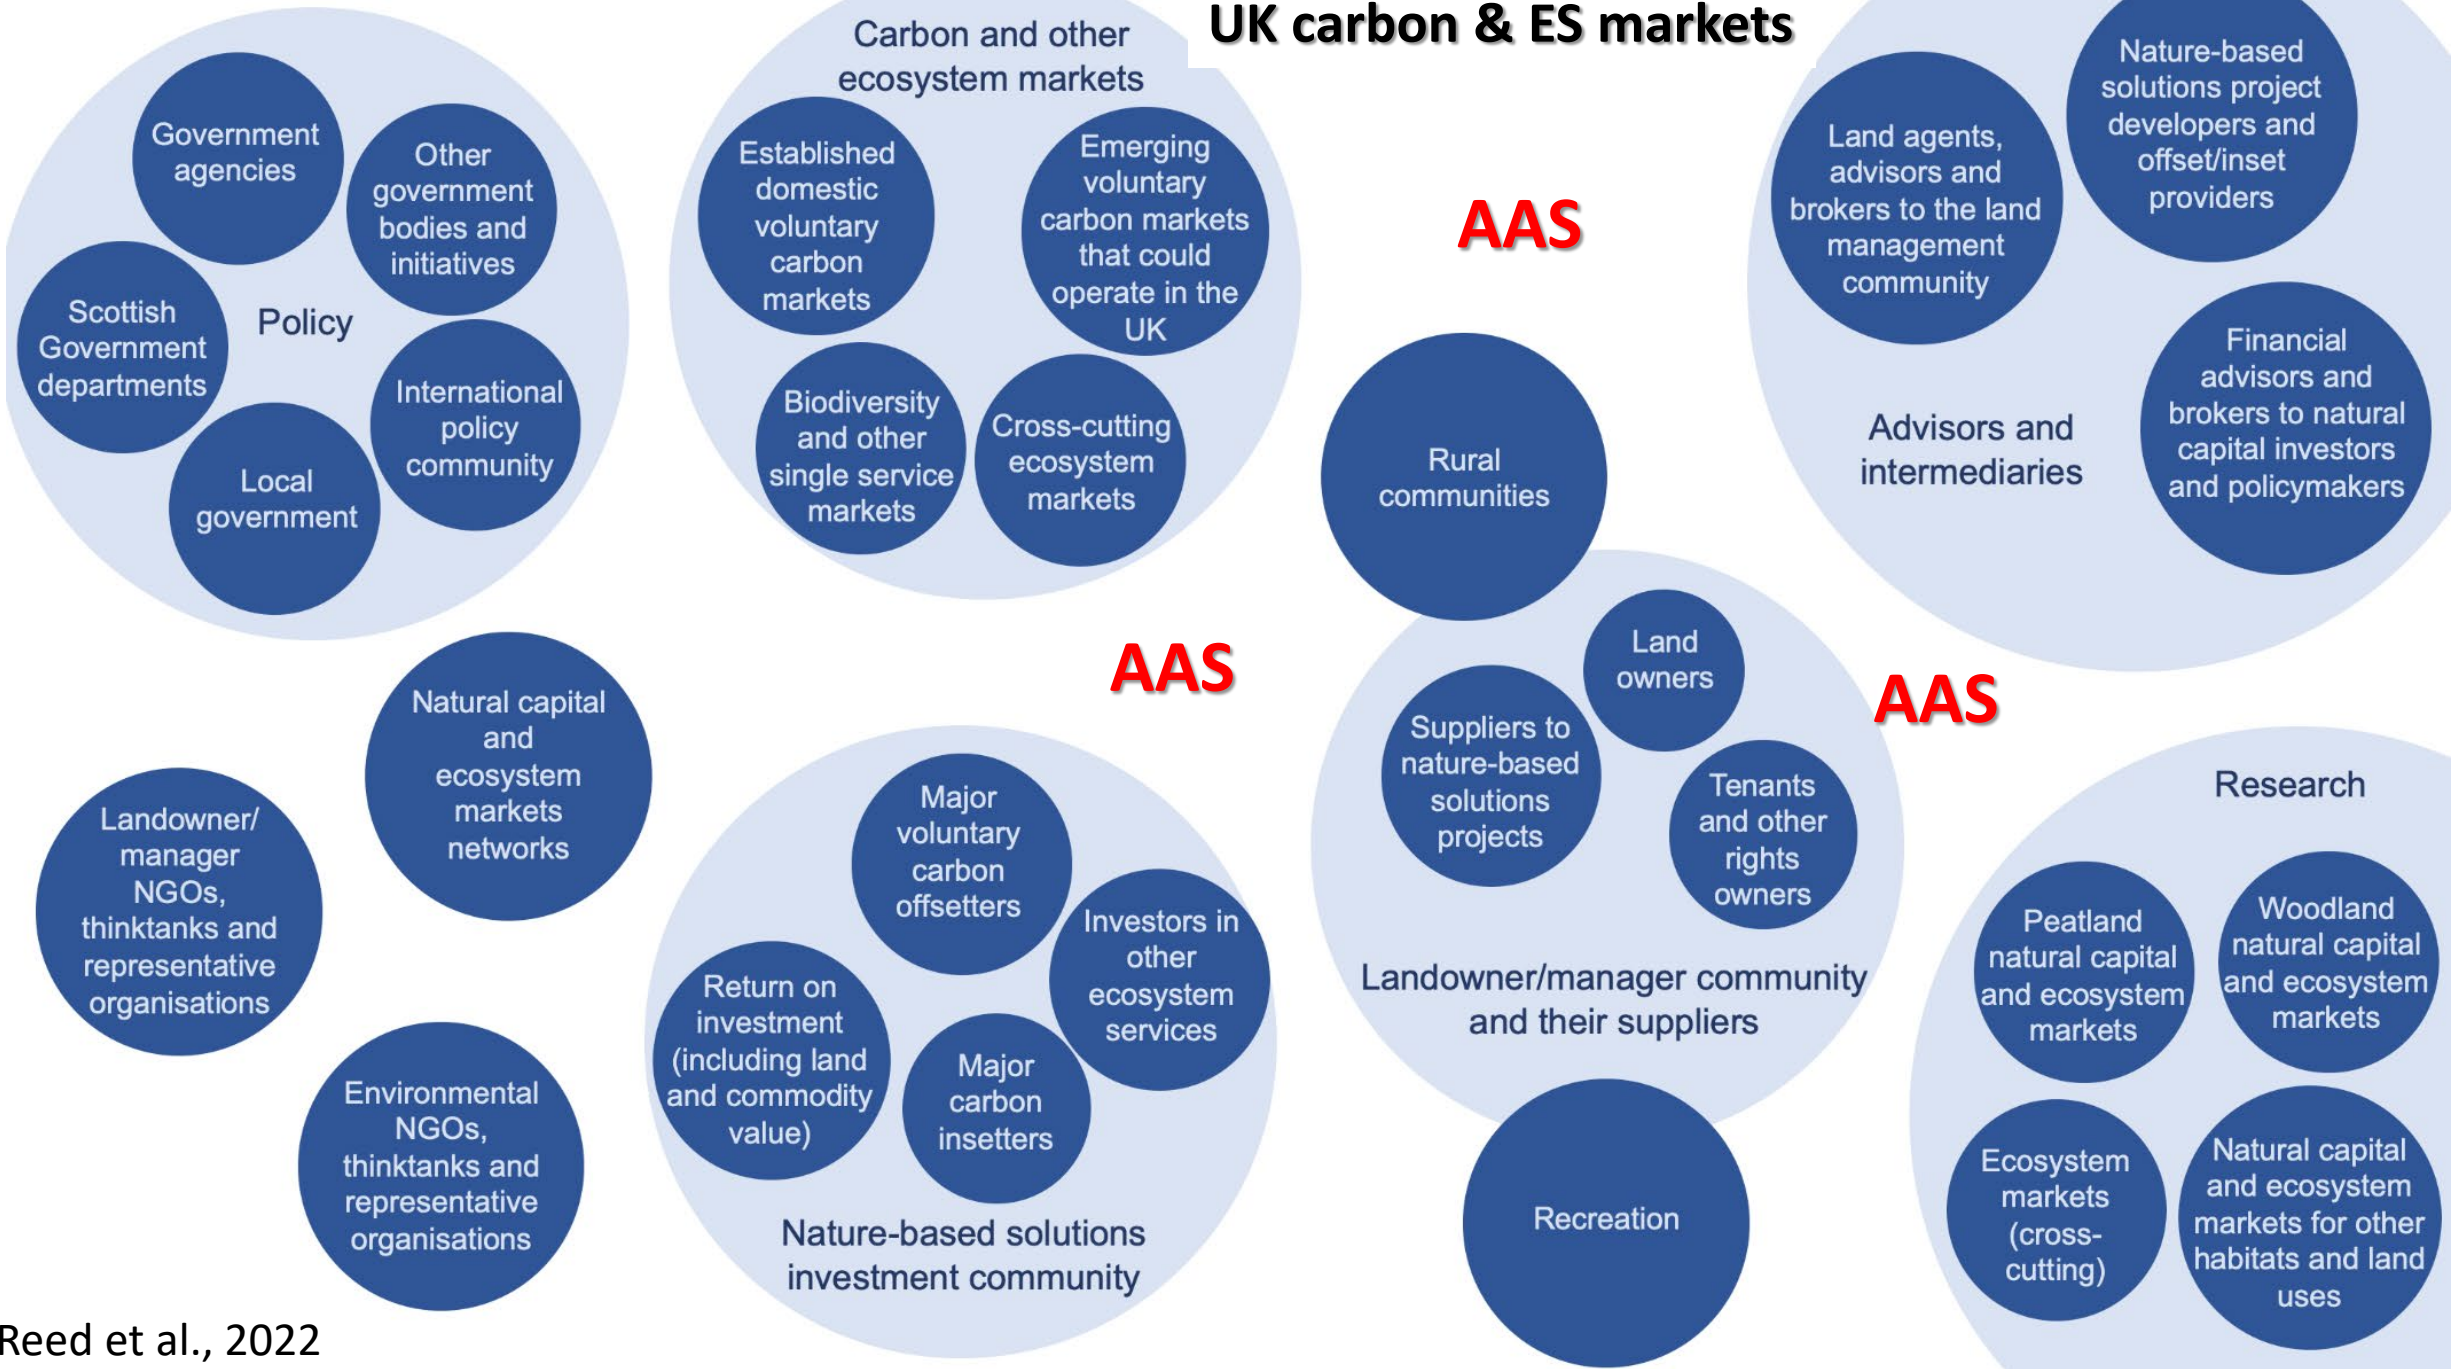 UK carbon & ES markets
Government
agencies
Other
government
bodies and
initiatives
Scottish
Government
departments
Policy
International
policy
community
Local
government
Carbon and other
ecosystem markets
Established
domestic
voluntary
carbon
markets
Emerging
voluntary
carbon markets
that could
operate in the
UK
Biodiversity
and other
single service
markets
Cross-cutting
ecosystem
markets
AAS
Land agents,
advisors and
brokers to the land
management
community
Nature-based
solutions project
developers and
offset/inset
providers
Financial
advisors and
brokers to natural
capital investors
and policymakers
Advisors and
intermediaries
Rural
communities
AAS
Land
owners
Suppliers to
nature-based
solutions
projects
Tenants
and other
rights
owners
Landowner/manager community
and their suppliers
AAS
Natural capital
and
ecosystem
markets
networks
Landowner/
manager
NGOs,
thinktanks and
representative
organisations
Environmental
NGOs,
thinktanks and
representative
organisations
Major
voluntary
carbon
offsetters
Investors in
other
ecosystem
services
Return on
investment
(including land
and commodity
value)
Major
carbon
insetters
Nature-based solutions
investment community
Recreation
Research
Peatland
natural capital
and ecosystem
markets
Woodland
natural capital
and ecosystem
markets
Ecosystem
markets
(cross-
cutting)
Natural capital
and ecosystem
markets for other
habitats and land
uses
Reed et al., 2022